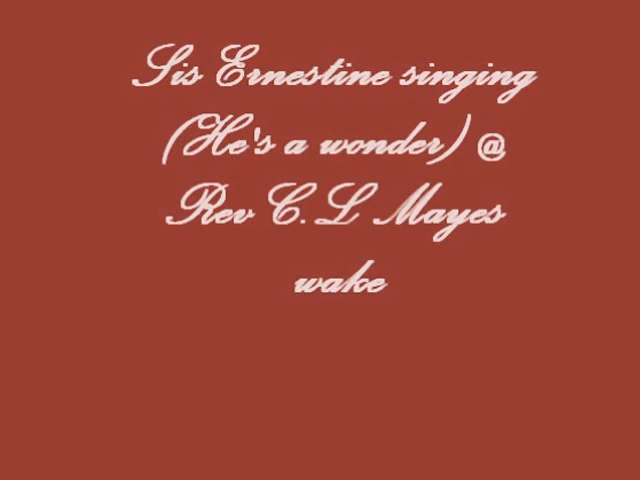 Sis Ernestine singing
(He's a wonder) @
Rev C.L Mayes
wake